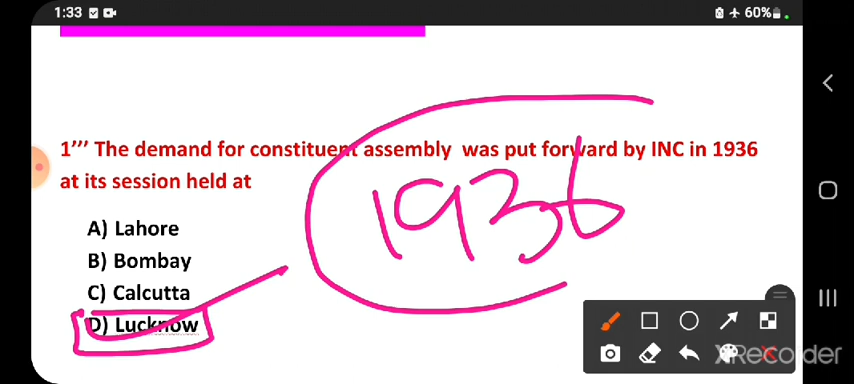 1:33
60%
1’’’ The demand for constituent assembly was put forward by INC in 1936
at its session held at
1936
A) Lahore
B) Bombay
C) Calcutta
D) Lucknow
XRecorder